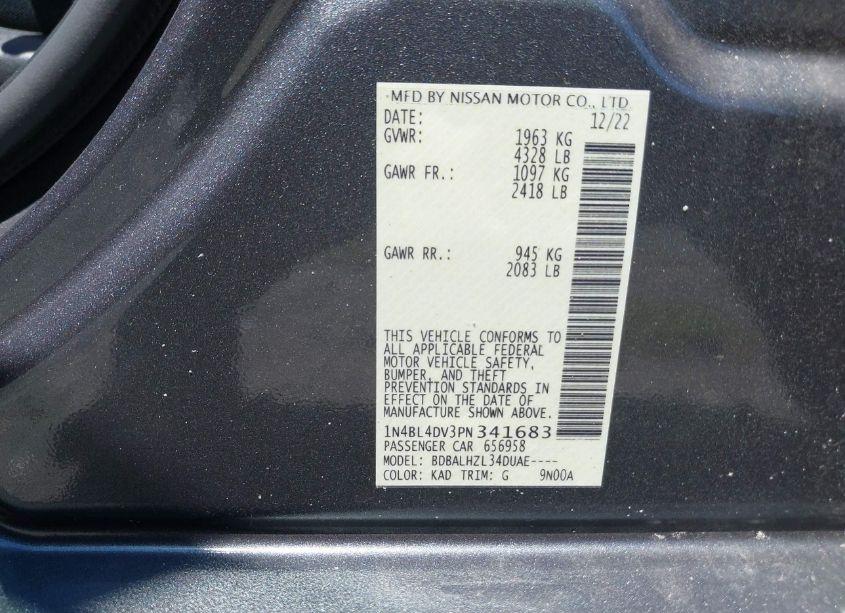 MFD BY NISSAN MOTOR CO., LTD.
DATE: 12/22
GVWR: 1963 KG
4328 LB
GAWR FR.: 1097 KG
2418 LB
GAWR RR.: 945 KG
2083 LB
THIS VEHICLE CONFORMS TO
ALL APPLICABLE FEDERAL
MOTOR VEHICLE SAFETY,
BUMPER, AND THEFT
PREVENTION STANDARDS IN
EFFECT ON THE DATE OF
MANUFACTURE SHOWN ABOVE.
1N4BL4DV3PN341683
PASSENGER CAR 656958
MODEL: BDBALHZL34DUAE----
COLOR: KAD TRIM: G 9N00A